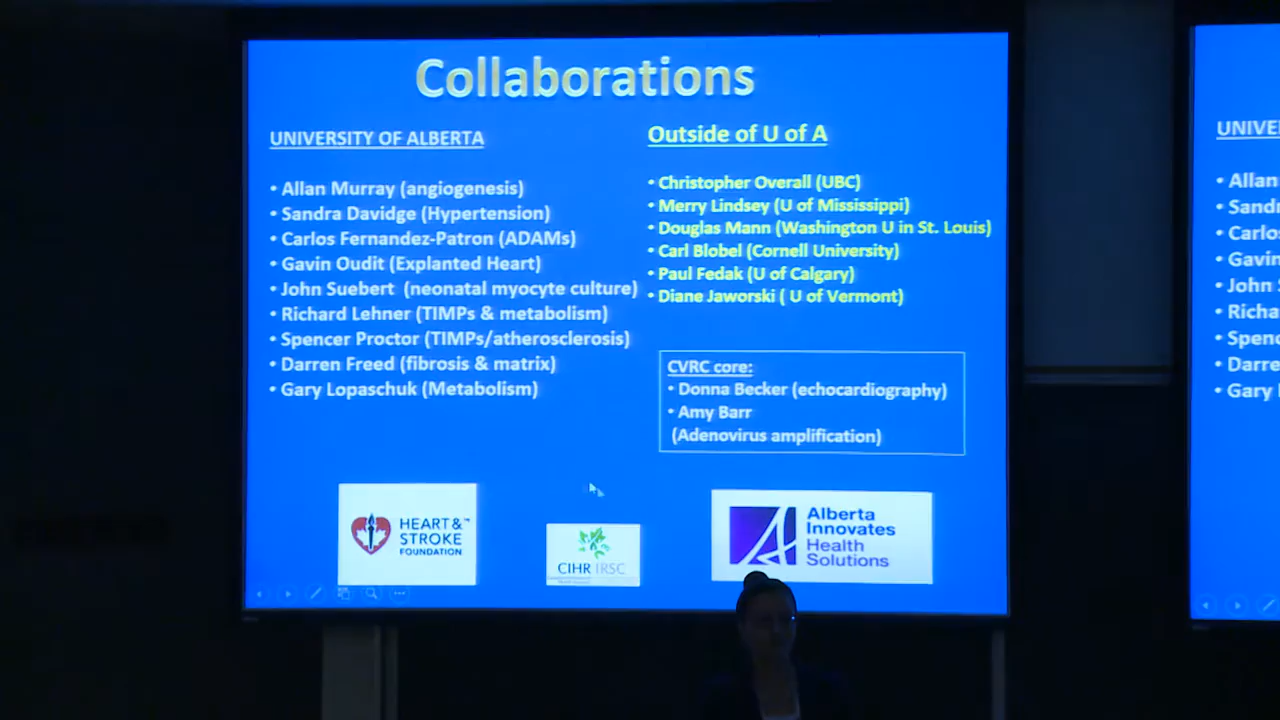 Collaborations
UNIVERSITY OF ALBERTA
• Allan Murray (angiogenesis)
• Sandra Davidge (Hypertension)
• Carlos Fernandez-Patron (ADAMs)
• Gavin Oudit (Explanted Heart)
• John Suebert (neonatal myocyte culture)
• Richard Lehner (TIMPs & metabolism)
• Spencer Proctor (TIMPs/atherosclerosis)
• Darren Freed (fibrosis & matrix)
• Gary Lopaschuk (Metabolism)
Outside of U of A
• Christopher Overall (UBC)
• Merry Lindsey (U of Mississippi)
• Douglas Mann (Washington U in St. Louis)
• Carl Blobel (Cornell University)
• Paul Fedak (U of Calgary)
• Diane Jaworski ( U of Vermont)
CVRC core:
• Donna Becker (echocardiography)
• Amy Barr
(Adenovirus amplification)
HEART &™
STROKE
FOUNDATION
CIHR IRSC
Alberta
Innovates
Health
Solutions
UNIVE
• Allan
• Sand
• Carlo
• Gavin
• John
• Richa
• Spen
• Darre
• Gary